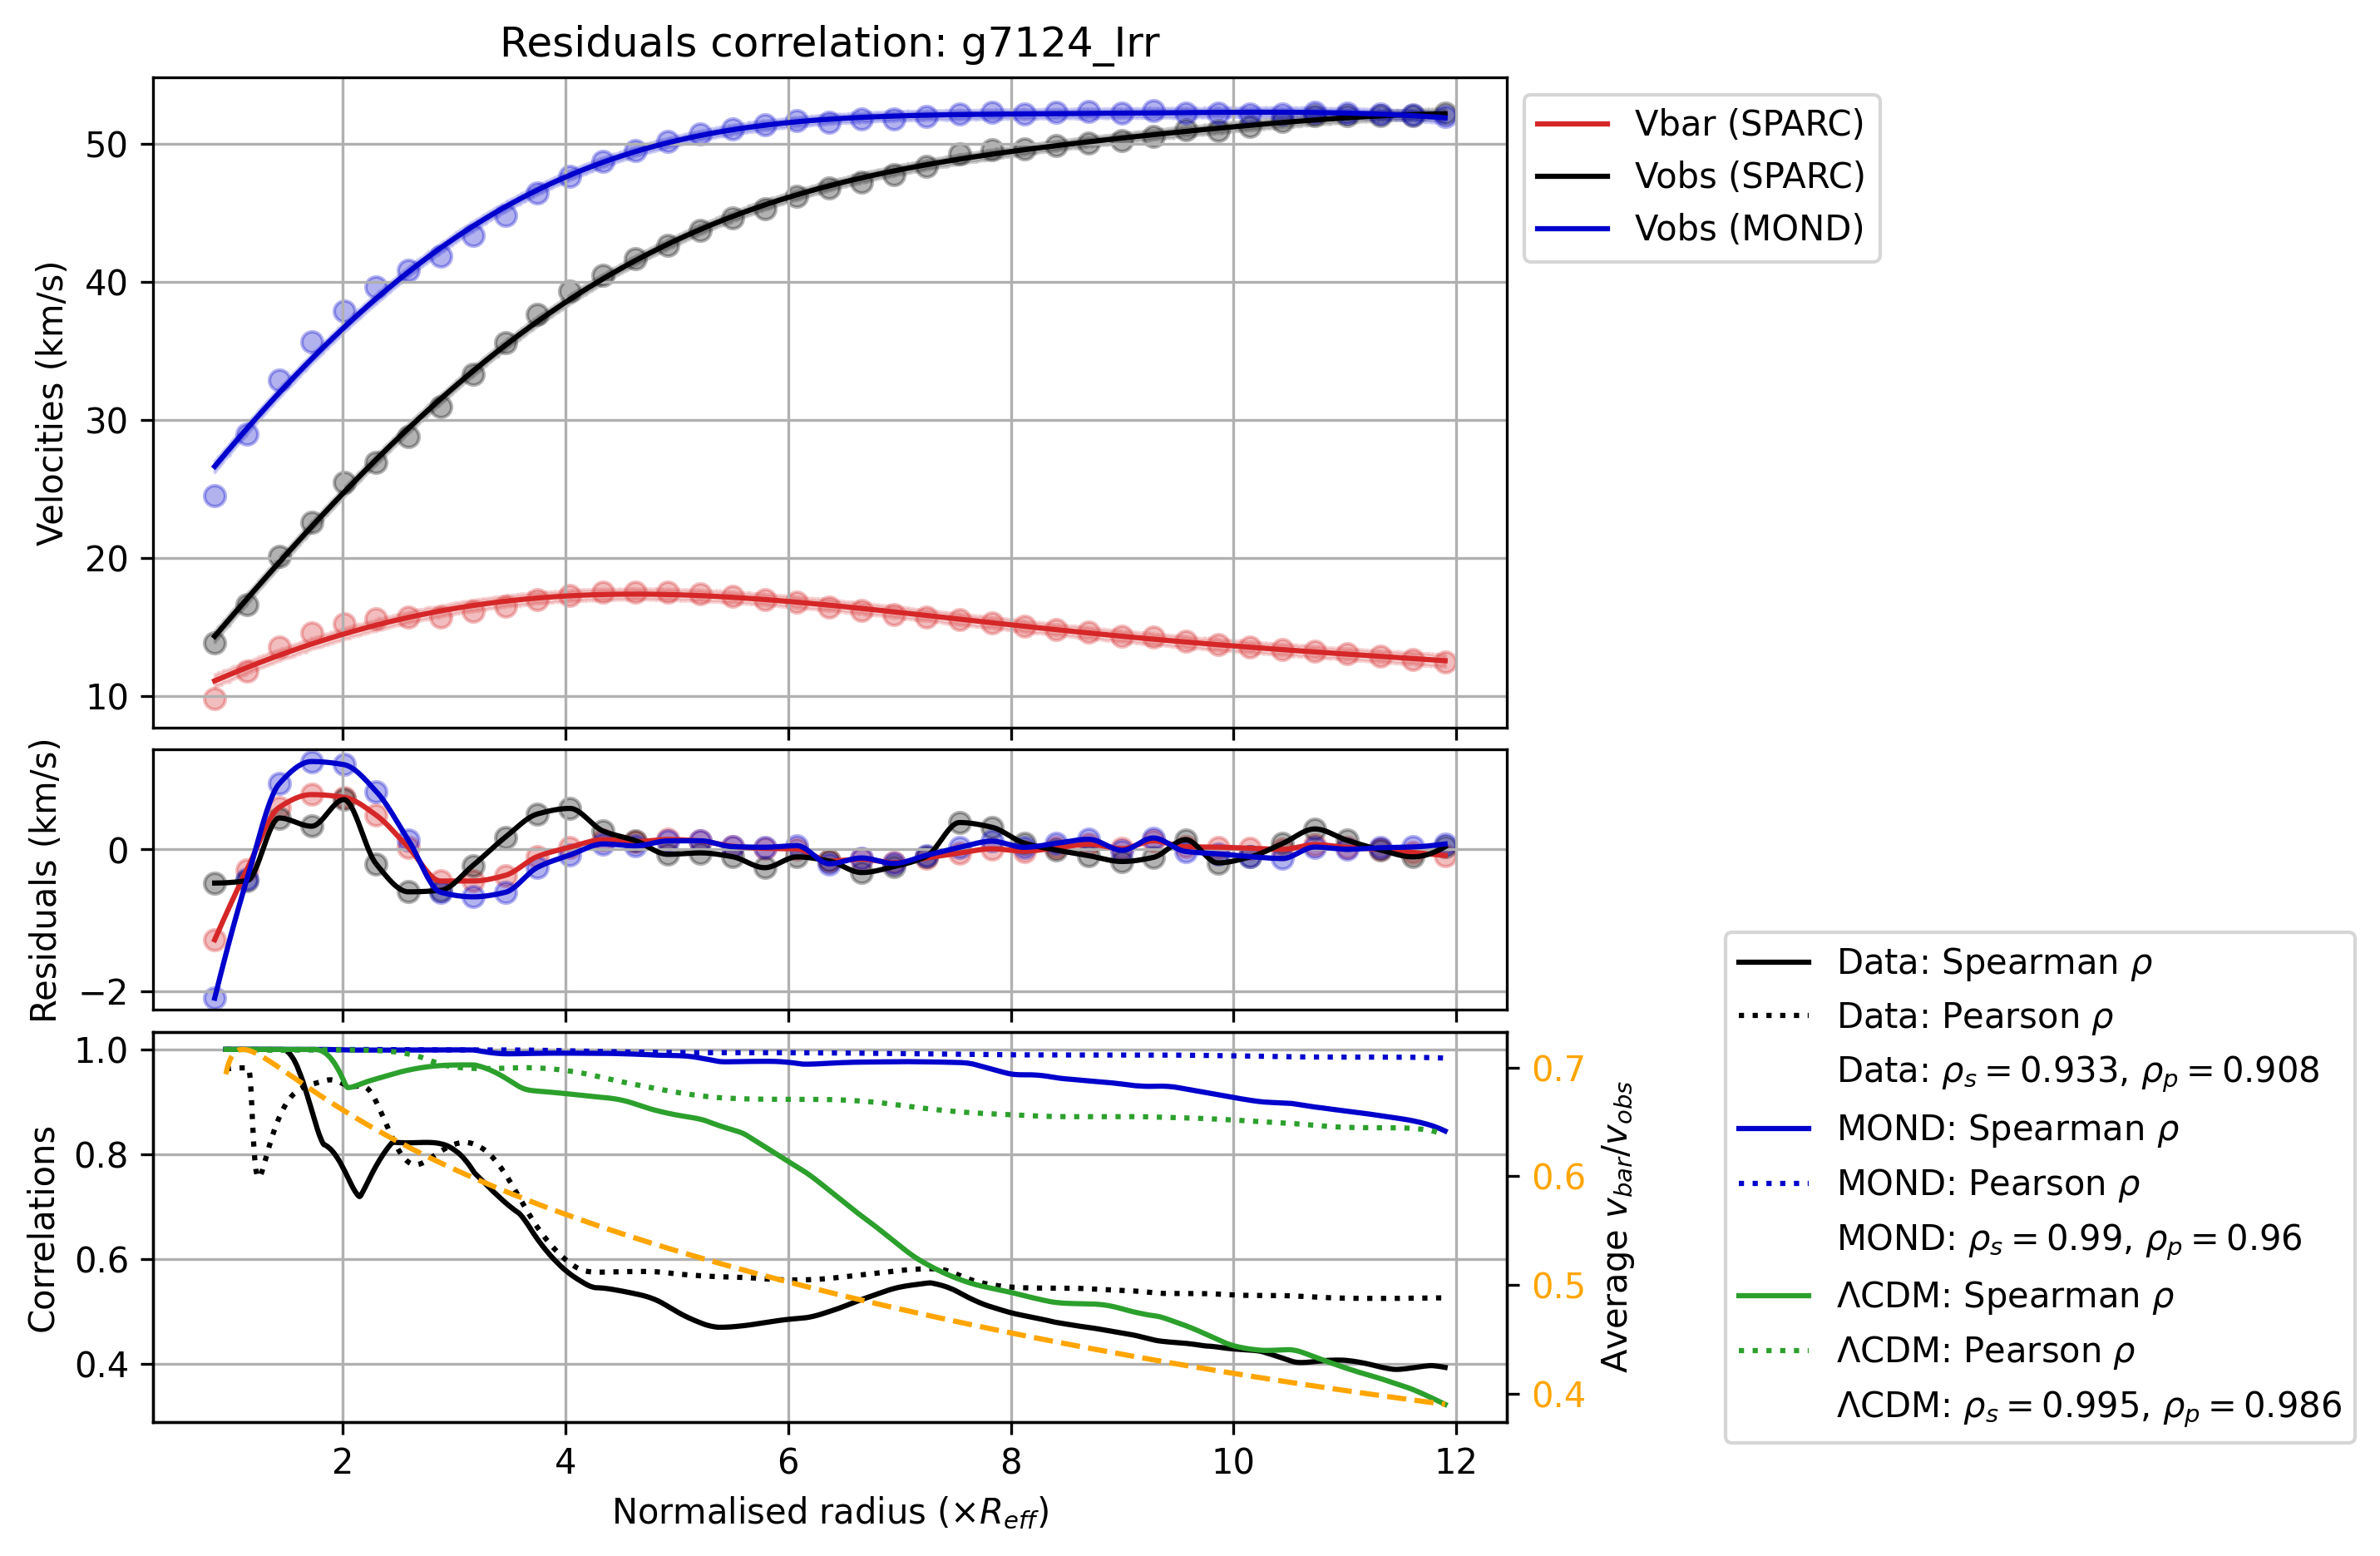 Residuals correlation: g7124_Irr
Velocities (km/s)
50
40
30
20
10
Vbar (SPARC)
Vobs (SPARC)
Vobs (MOND)
Residuals (km/s)
0
−2
Correlations
1.0
0.8
0.6
0.4
0.7
0.6
0.5
0.4
Average v_bar/v_obs
2 4 6 8 10 12
Normalised radius (×R_eff)
Data: Spearman ρ
Data: Pearson ρ
Data: ρ_s = 0.933, ρ_p = 0.908
MOND: Spearman ρ
MOND: Pearson ρ
MOND: ρ_s = 0.99, ρ_p = 0.96
ΛCDM: Spearman ρ
ΛCDM: Pearson ρ
ΛCDM: ρ_s = 0.995, ρ_p = 0.986